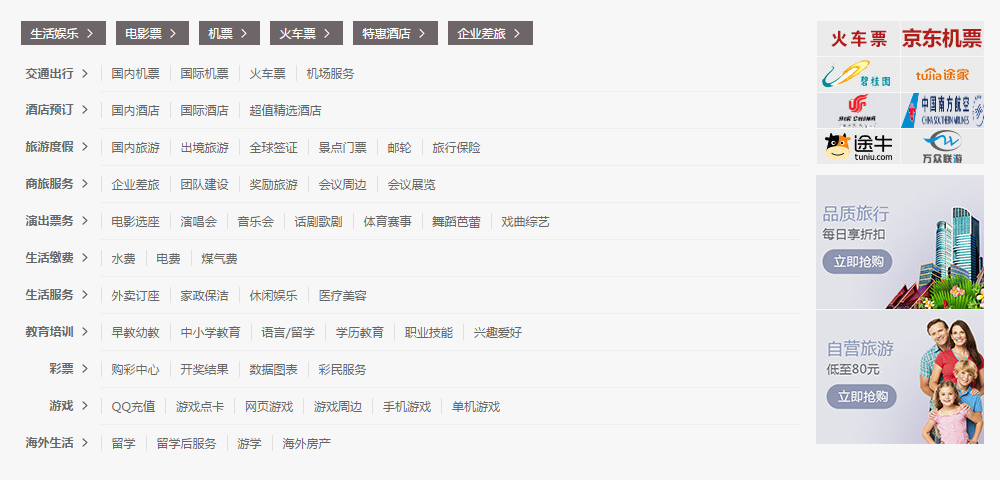 生活娱乐 电影票 机票 火车票 特惠酒店 企业差旅
交通出行 国内机票 国际机票 火车票 机场服务
酒店预订 国内酒店 国际酒店 超值精选酒店
旅游度假 国内旅游 出境旅游 全球签证 景点门票 邮轮 旅行保险
商旅服务 企业差旅 团队建设 奖励旅游 会议周边 会议展览
演出票务 电影选座 演唱会 音乐会 话剧歌剧 体育赛事 舞蹈芭蕾 戏曲综艺
生活缴费 水费 电费 煤气费
生活服务 外卖订座 家政保洁 休闲娱乐 医疗美容
教育培训 早教幼教 中小学教育 语言/留学 学历教育 职业技能 兴趣爱好
彩票 购彩中心 开奖结果 数据图表 彩民服务
游戏 QQ充值 游戏点卡 网页游戏 游戏周边 手机游戏 单机游戏
海外生活 留学 留学后服务 游学 海外房产
火车票 京东机票
碧桂园 tujia途家
AIR CHINA 中国南方航空
CHINA SOUTHERN AIRLINES
途牛 tuniu.com 万众联游
品质旅行
每日享折扣
立即抢购
自营旅游
低至80元
立即抢购